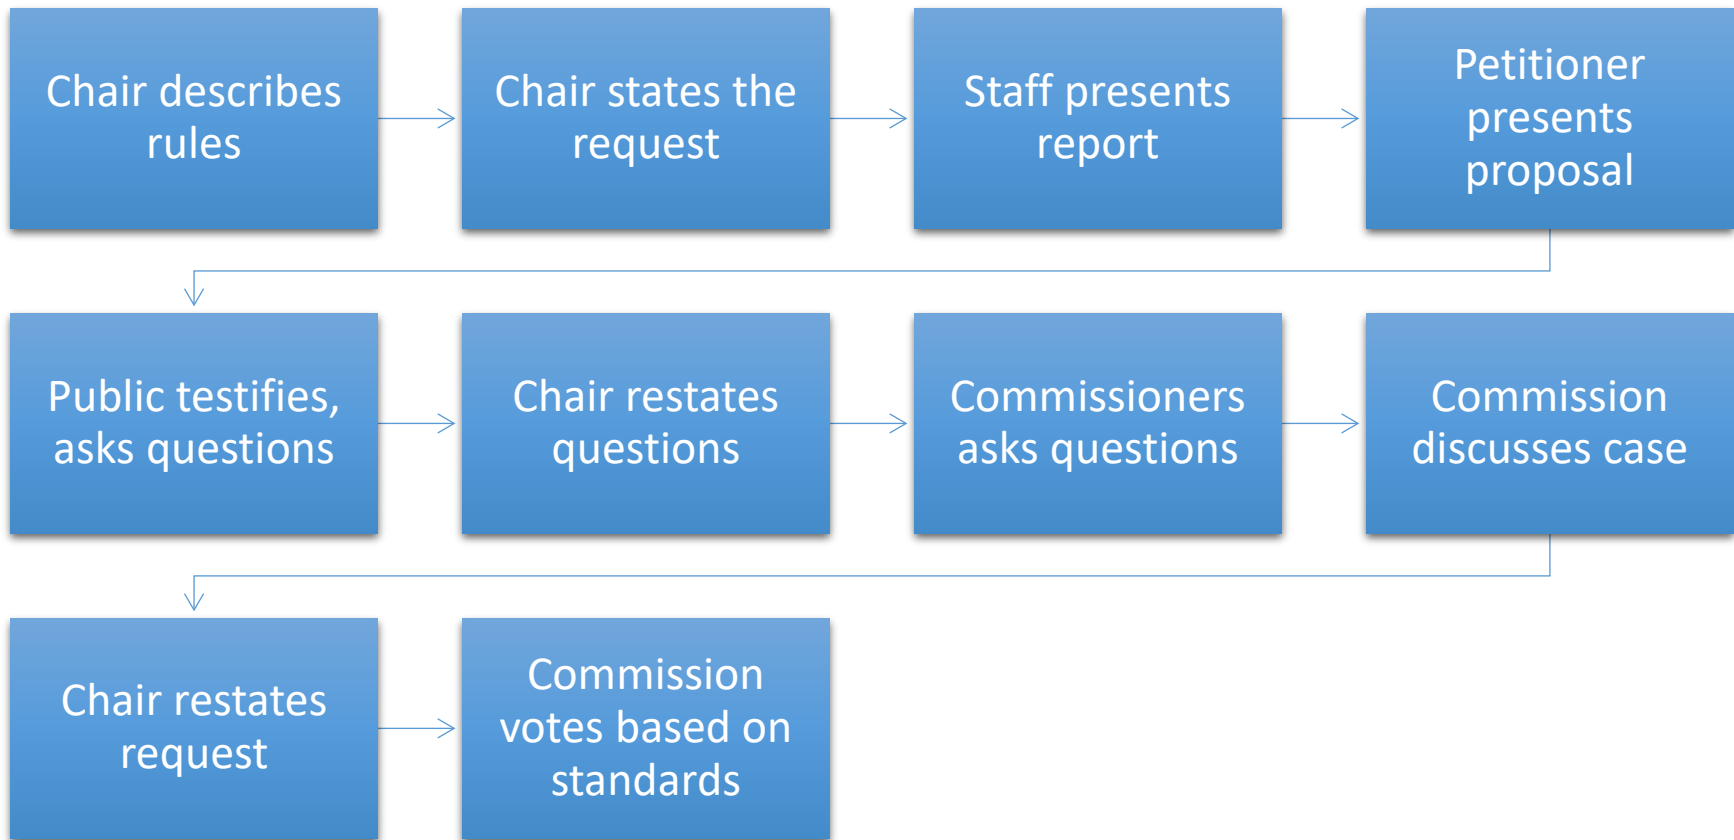 Chair describes
rules
Chair states the
request
Staff presents
report
Petitioner
presents
proposal
Public testifies,
asks questions
Chair restates
questions
Commissioners
asks questions
Commission
discusses case
Chair restates
request
Commission
votes based on
standards